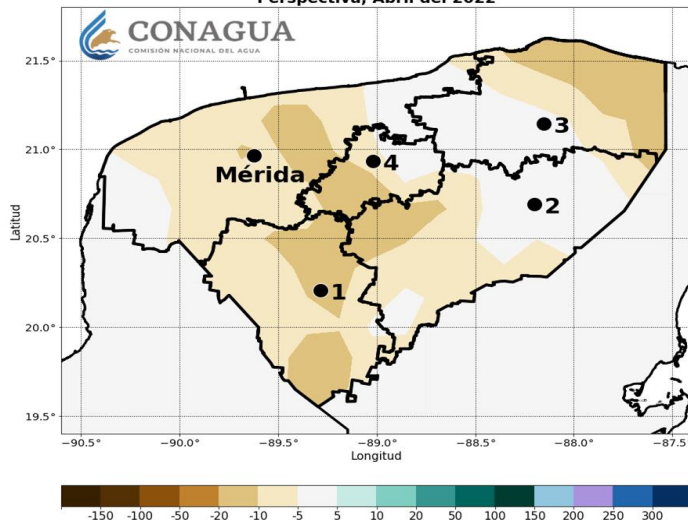 Perspectiva, Abril del 2022
CONAGUA
COMISIÓN NACIONAL DEL AGUA
21.5°
21.0°
20.5°
20.0°
19.5°
Latitud
Mérida
4
3
2
1
−90.5° −90.0° −89.5° −89.0° −88.5° −88.0° −87.5°
Longitud
-150 -100 -50 -20 -10 -5 5 10 20 50 100 150 200 250 300